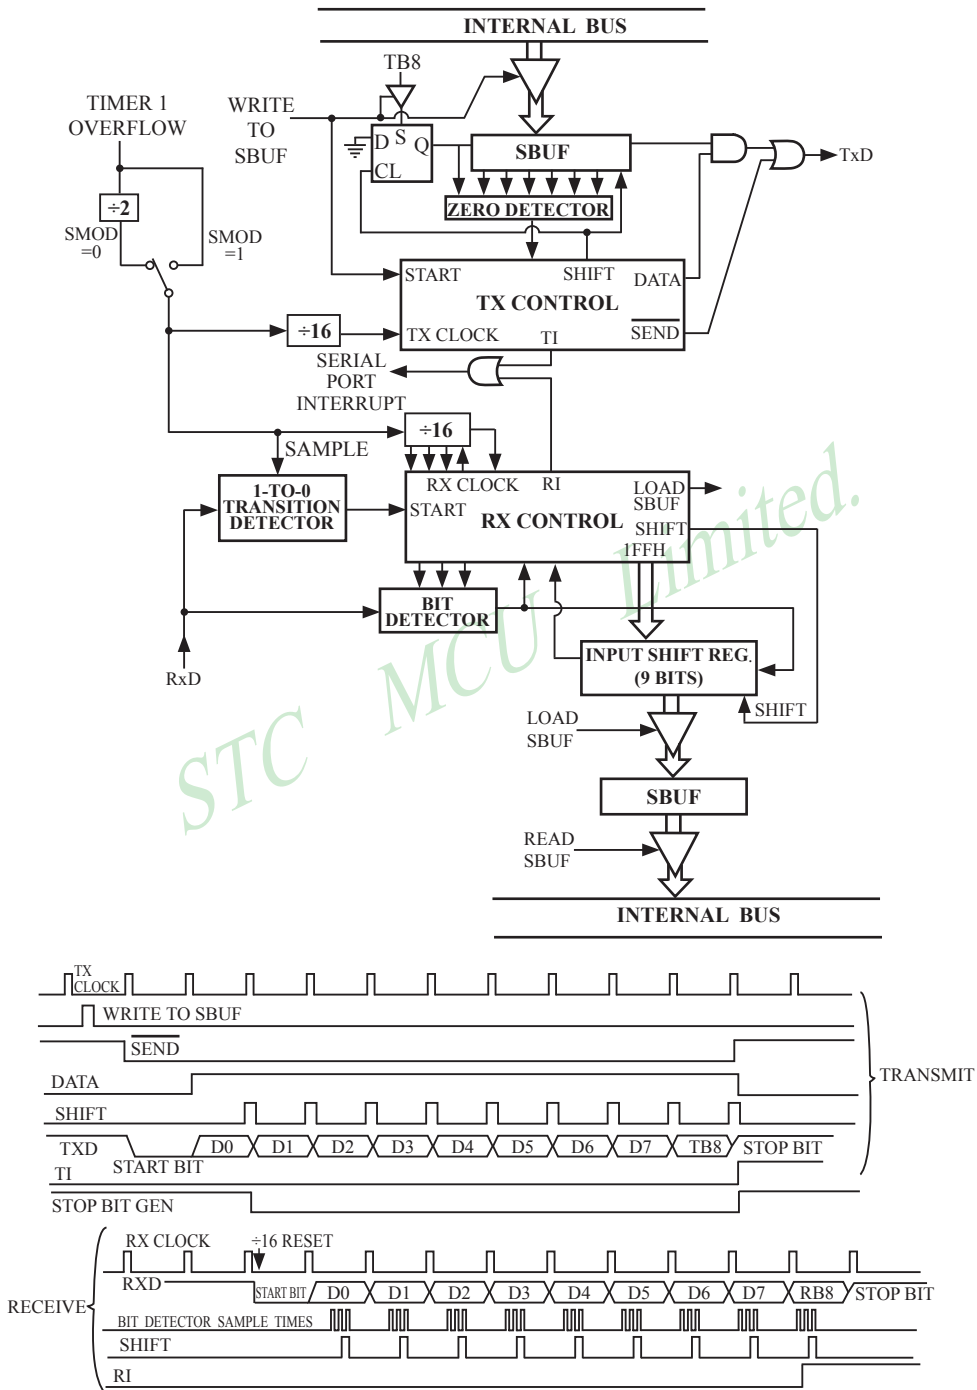 INTERNAL BUS
TB8
TIMER 1
OVERFLOW
WRITE
TO
SBUF
D S Q
CL
SBUF
TxD
÷2
ZERO DETECTOR
SMOD
=0
SMOD
=1
START
SHIFT
DATA
TX CONTROL
÷16
TX CLOCK
TI
SEND
SERIAL
PORT
INTERRUPT
÷16
SAMPLE
RX CLOCK
RI
LOAD
SBUF
1-TO-0
TRANSITION
DETECTOR
START
RX CONTROL
SHIFT
1FFH
BIT
DETECTOR
RxD
INPUT SHIFT REG.
(9 BITS)
LOAD
SBUF
SHIFT
SBUF
READ
SBUF
INTERNAL BUS
STC MCU Limited.
TX
CLOCK
WRITE TO SBUF
SEND
DATA
TRANSMIT
SHIFT
TXD
START BIT
D0 D1 D2 D3 D4 D5 D6 D7 TB8 STOP BIT
TI
STOP BIT GEN
RX CLOCK
÷16 RESET
RXD
START BIT D0 D1 D2 D3 D4 D5 D6 D7 RB8 STOP BIT
RECEIVE
BIT DETECTOR SAMPLE TIMES
SHIFT
RI